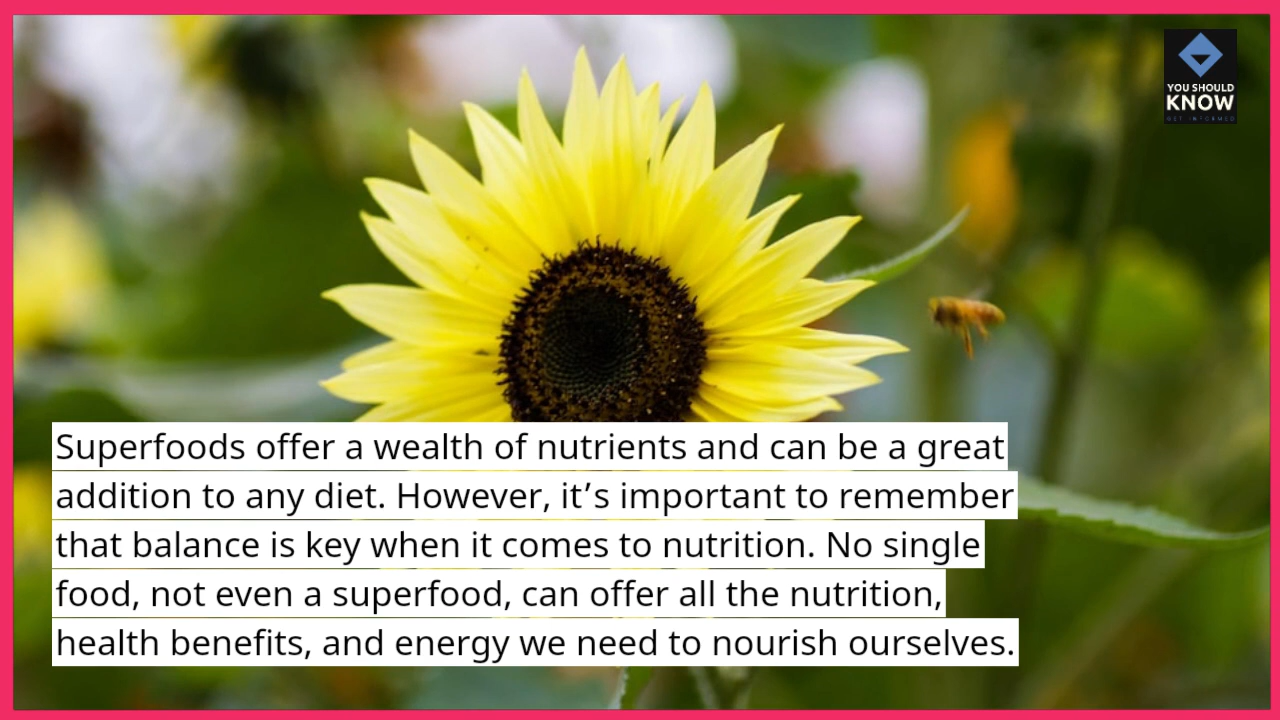 YOU SHOULD
KNOW
GET INFORMED
Superfoods offer a wealth of nutrients and can be a great
addition to any diet. However, it’s important to remember
that balance is key when it comes to nutrition. No single
food, not even a superfood, can offer all the nutrition,
health benefits, and energy we need to nourish ourselves.